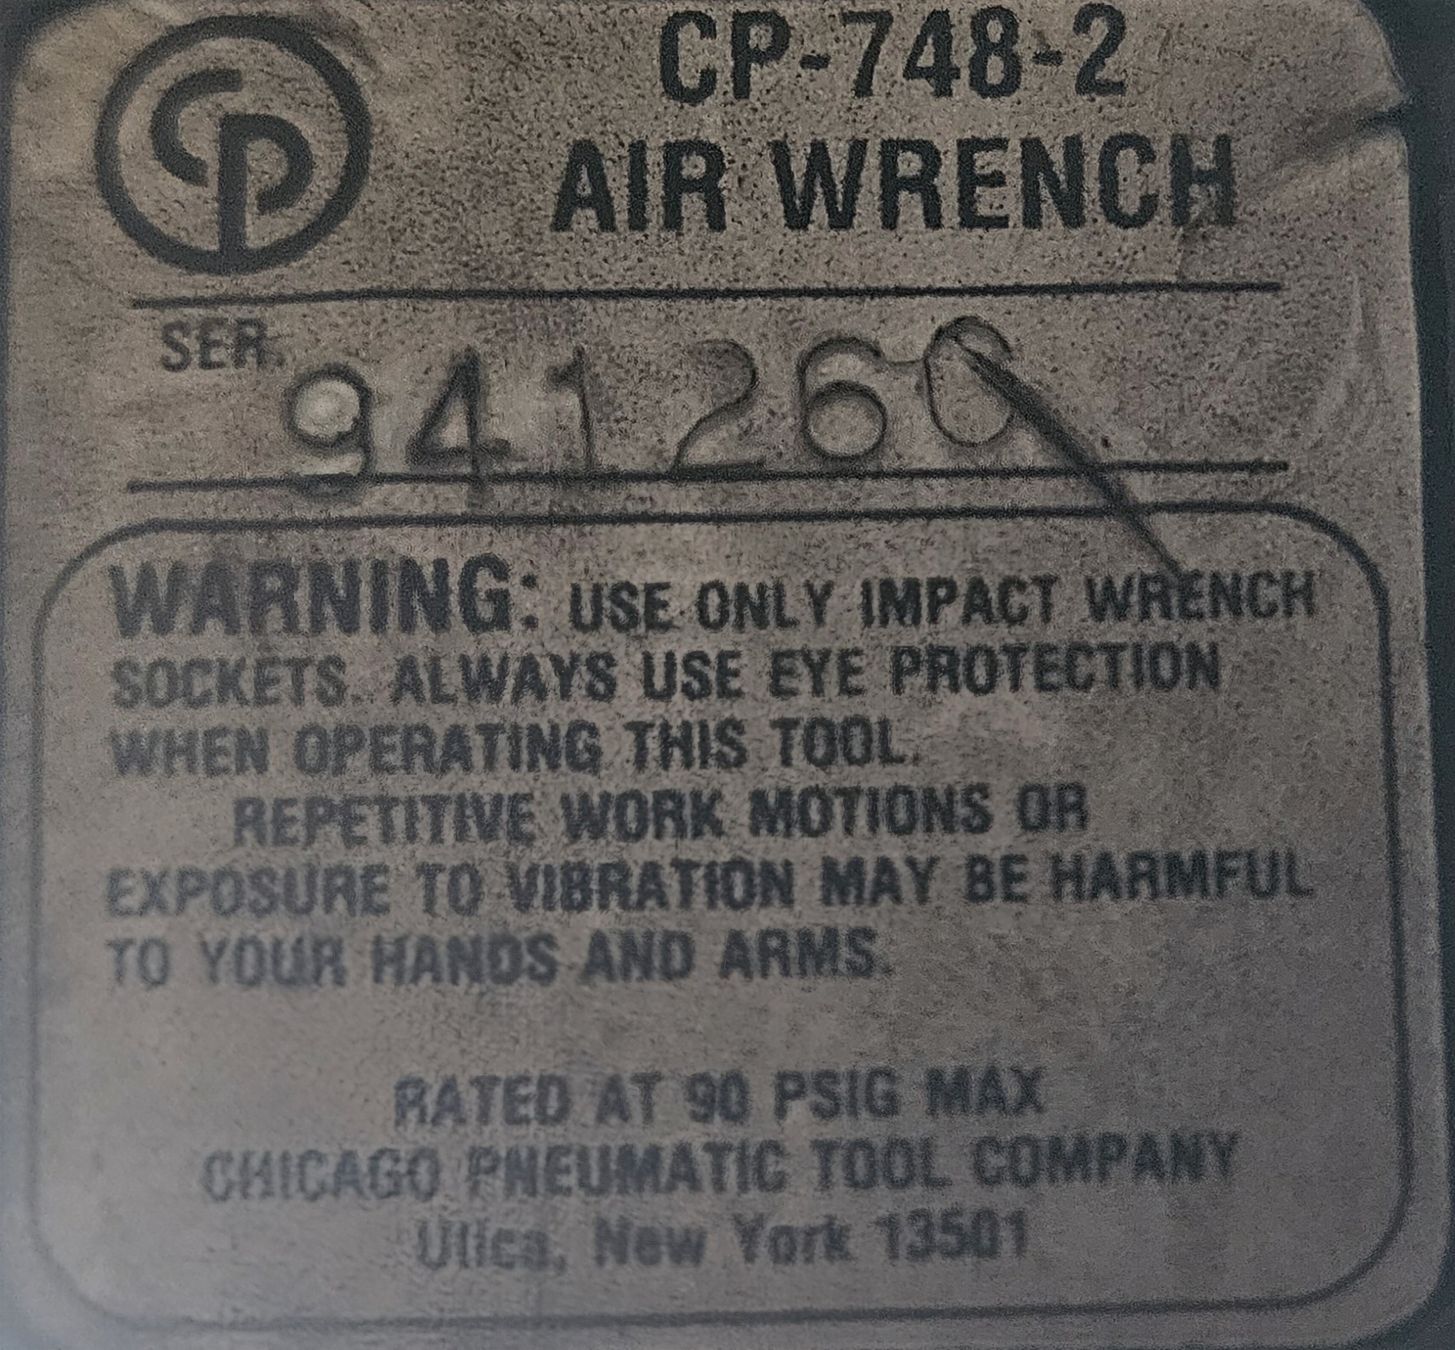 CP
CP-748-2
AIR WRENCH
SER. 941266
WARNING: USE ONLY IMPACT WRENCH
SOCKETS. ALWAYS USE EYE PROTECTION
WHEN OPERATING THIS TOOL.
REPETITIVE WORK MOTIONS OR
EXPOSURE TO VIBRATION MAY BE HARMFUL
TO YOUR HANDS AND ARMS.
RATED AT 90 PSIG MAX
CHICAGO PNEUMATIC TOOL COMPANY
Utica, New York 13501